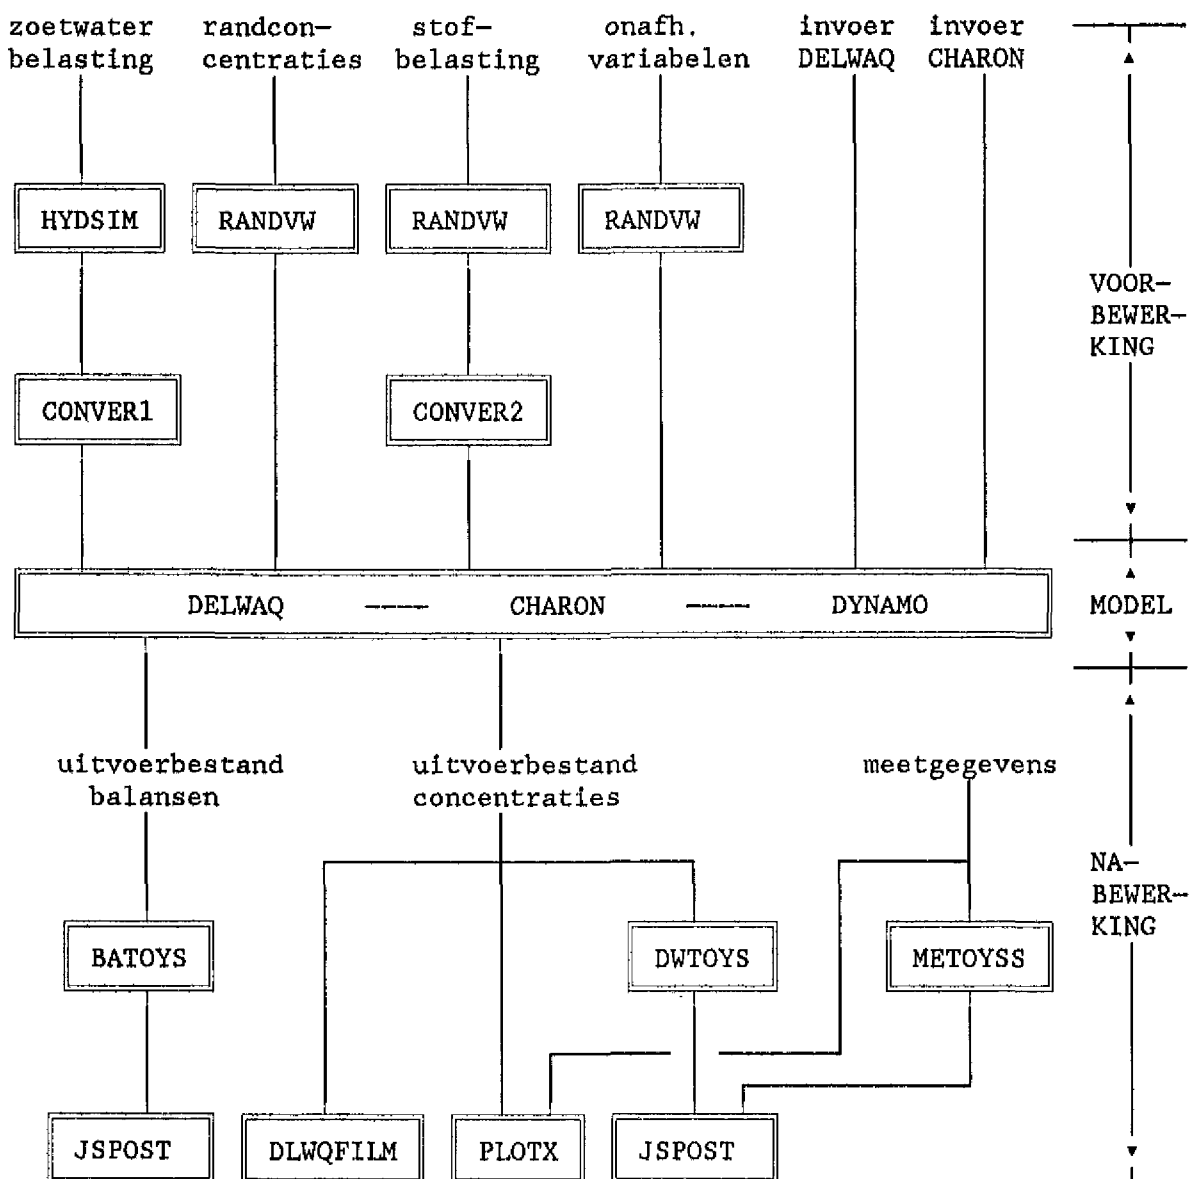 zoetwater belasting
randcon–
centraties
stof–
belasting
onafh.
variabelen
invoer
DELWAQ
invoer
CHARON
HYDSIM
RANDVW
RANDVW
RANDVW
VOOR–
BEWER–
KING
CONVER1
CONVER2
DELWAQ ---- CHARON ---- DYNAMO
MODEL
uitvoerbestand
balansen
uitvoerbestand
concentraties
meetgegevens
NA–
BEWER–
KING
BATOYS
DWTOYS
METOYSS
JSPOST
DLWQFILM
PLOTX
JSPOST